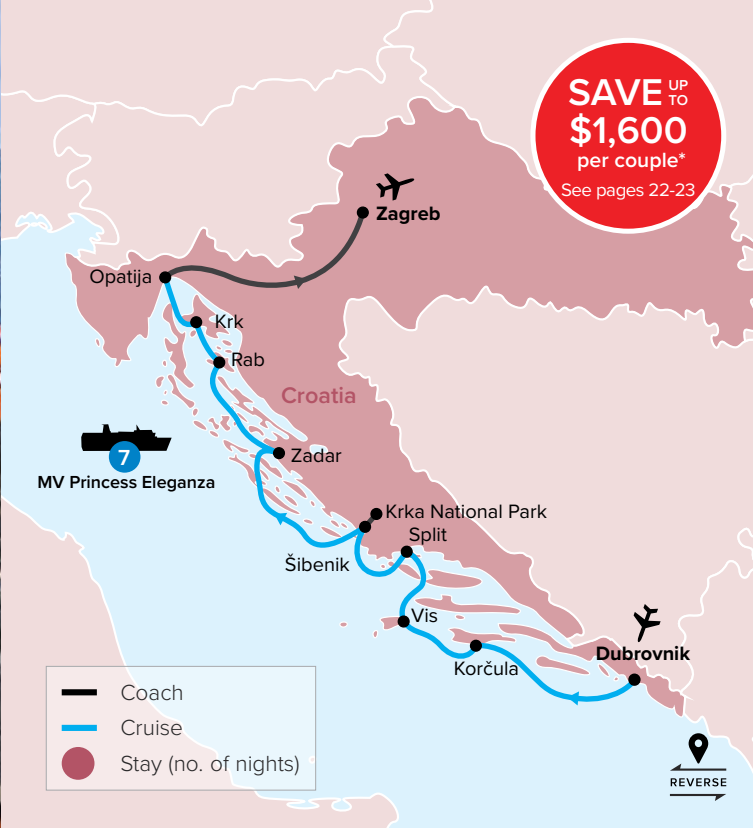 SAVE UP TO
$1,600
per couple*
See pages 22-23
Zagreb
Opatija
Krk
Rab
Croatia
Zadar
7
MV Princess Eleganza
Krka National Park
Split
Šibenik
Vis
Dubrovnik
Korčula
Coach
Cruise
Stay (no. of nights)
REVERSE